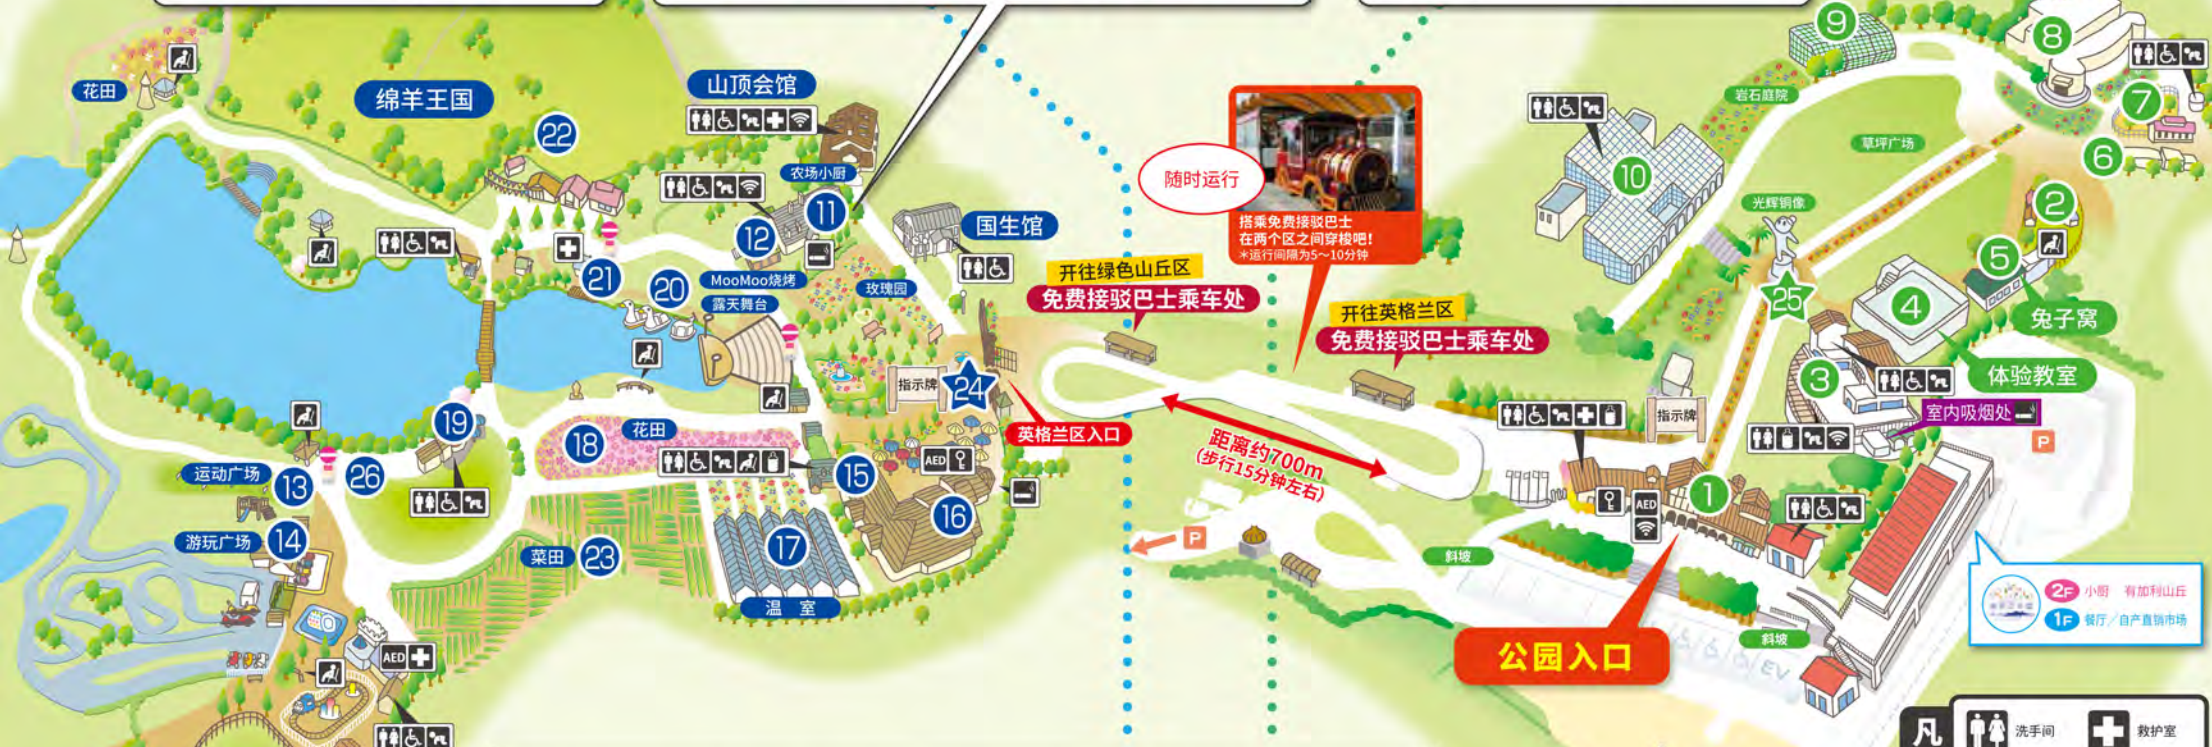 花田
绵羊王国
22
山顶会馆
农场小厨
11
12
国生馆
21
20
MooMoo烧烤
露天舞台
玫瑰园
指示牌
24
英格兰区入口
19
18
花田
运动广场
13
26
游玩广场
14
菜田
23
17
温室
15
AED
16
AED
开往绿色山丘区
免费接驳巴士乘车处
随时运行
搭乘免费接驳巴士
在两个区之间穿梭吧！
＊运行间隔为5～10分钟
开往英格兰区
免费接驳巴士乘车处
距离约700m
(步行15分钟左右)
P
9
8
岩石庭院
7
6
草坪广场
10
光辉铜像
2
25
5
4
兔子窝
3
体验教室
室内吸烟处
P
指示牌
1
AED
斜坡
斜坡
EV
公园入口
2F 小厨 有加利山丘
1F 餐厅／自产直销市场
凡
洗手间
救护室